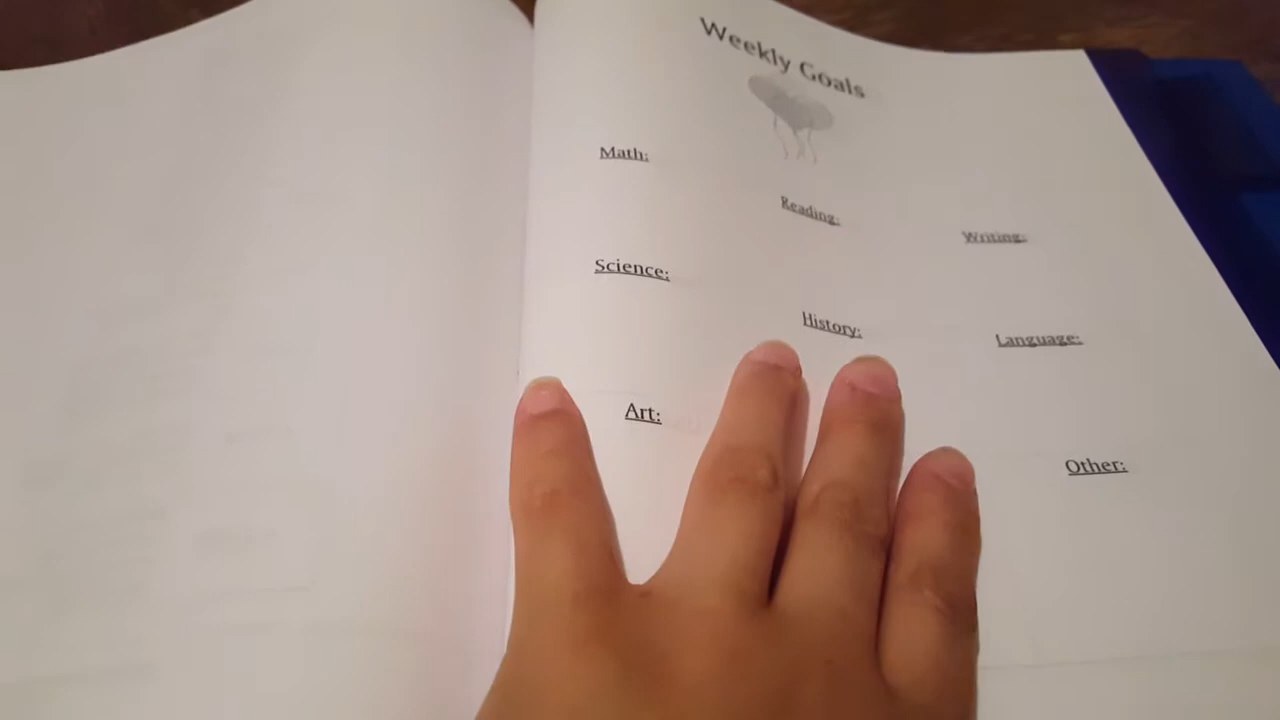 Weekly Goals
Math:
Reading:
Writing:
Science:
History:
Language:
Art:
Other: